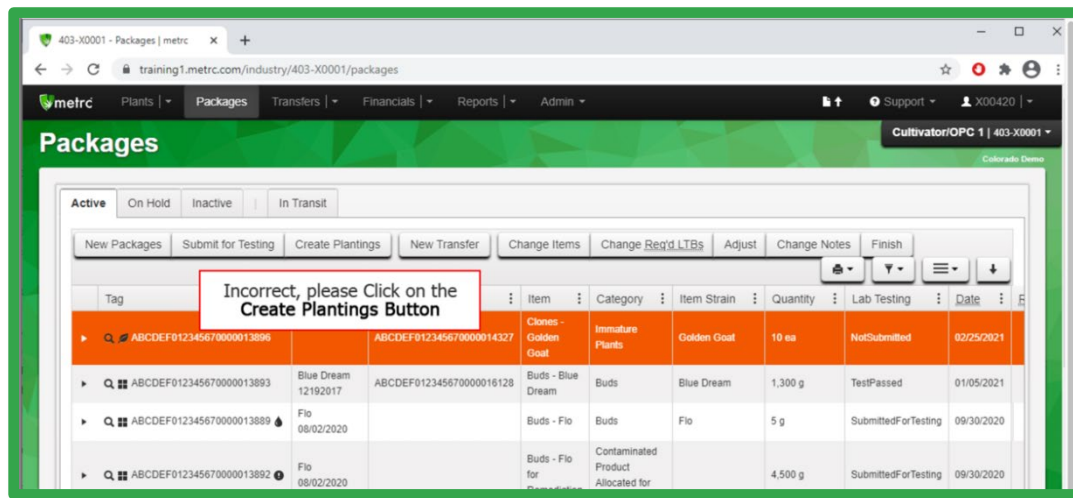 403-X0001 - Packages | metrc
training1.metrc.com/industry/403-X0001/packages
metrc Plants | Packages Transfers | Financials | Reports | Admin Support X00420 |
Packages
Cultivator/OPC 1 | 403-X0001
Colorado Demo
Active On Hold Inactive | In Transit
New Packages Submit for Testing Create Plantings New Transfer Change Items Change Req'd LTBs Adjust Change Notes Finish
Incorrect, please Click on the
Create Plantings Button
Tag Item Category Item Strain Quantity Lab Testing Date
ABCDEF012345670000013896 ABCDEF012345670000014327 Clones - Golden Goat Immature Plants Golden Goat 10 ea NotSubmitted 02/25/2021
ABCDEF012345670000013893 Blue Dream 12192017 ABCDEF012345670000016128 Buds - Blue Dream Buds Blue Dream 1,300 g TestPassed 01/05/2021
ABCDEF012345670000013889 Flo 08/02/2020 Buds - Flo Buds Flo 5 g SubmittedForTesting 09/30/2020
ABCDEF012345670000013892 Flo 08/02/2020 Buds - Flo for Contaminated Product Allocated for 4,500 g SubmittedForTesting 09/30/2020